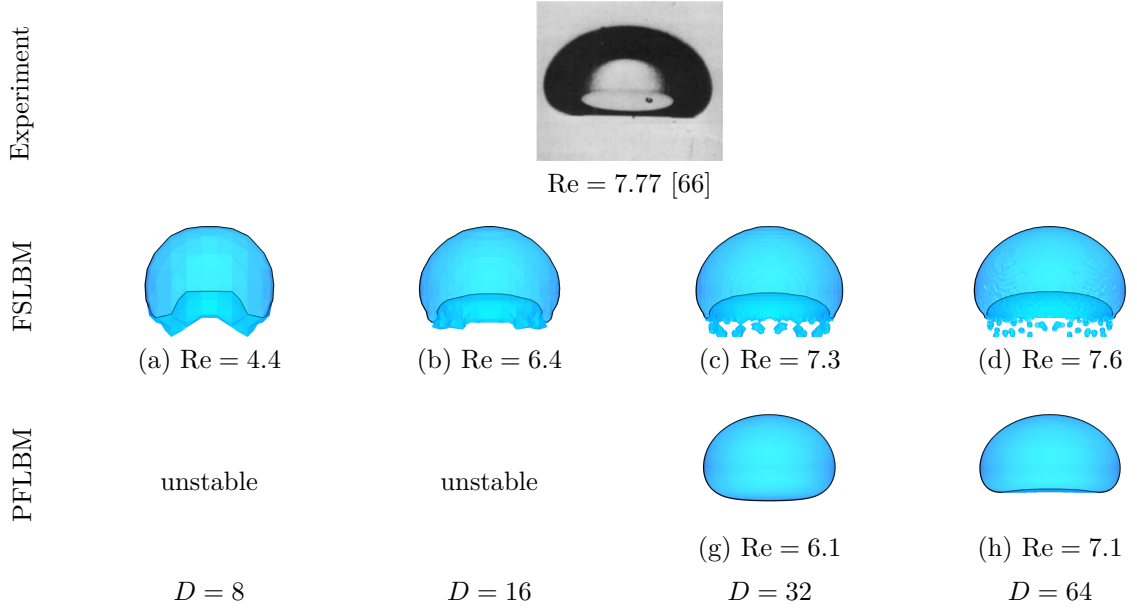 Experiment
Re = 7.77 [66]
FSLBM
(a) Re = 4.4
(b) Re = 6.4
(c) Re = 7.3
(d) Re = 7.6
PFLBM
unstable
unstable
(g) Re = 6.1
(h) Re = 7.1
D = 8
D = 16
D = 32
D = 64